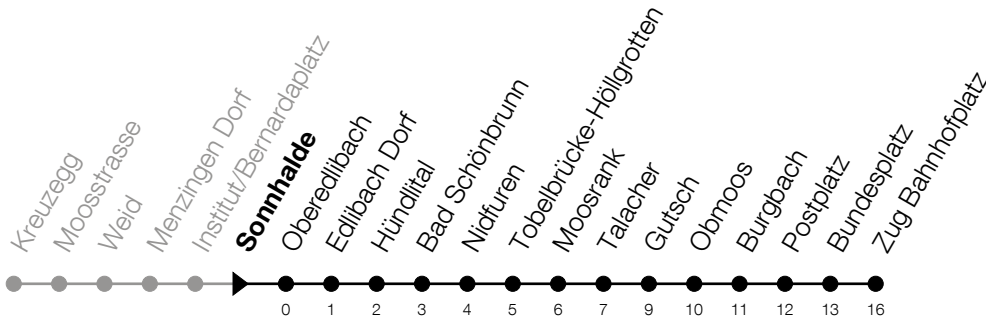 Kreuzegg
Moosstrasse
Weid
Menzingen Dorf
Institut/Bernardaplatz
Sonnhalde
Oberedlibach
Edlibach Dorf
Hündlital
Bad Schönbrunn
Nidfuren
Tobelbrücke-Höllgrotten
Moosrank
Talacher
Gutsch
Obmoos
Burgbach
Postplatz
Bundesplatz
Zug Bahnhofplatz
0 1 2 3 4 5 6 7 9 10 11 12 13 16